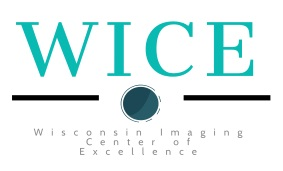 WICE
Wisconsin Imaging
Center of
Excellence